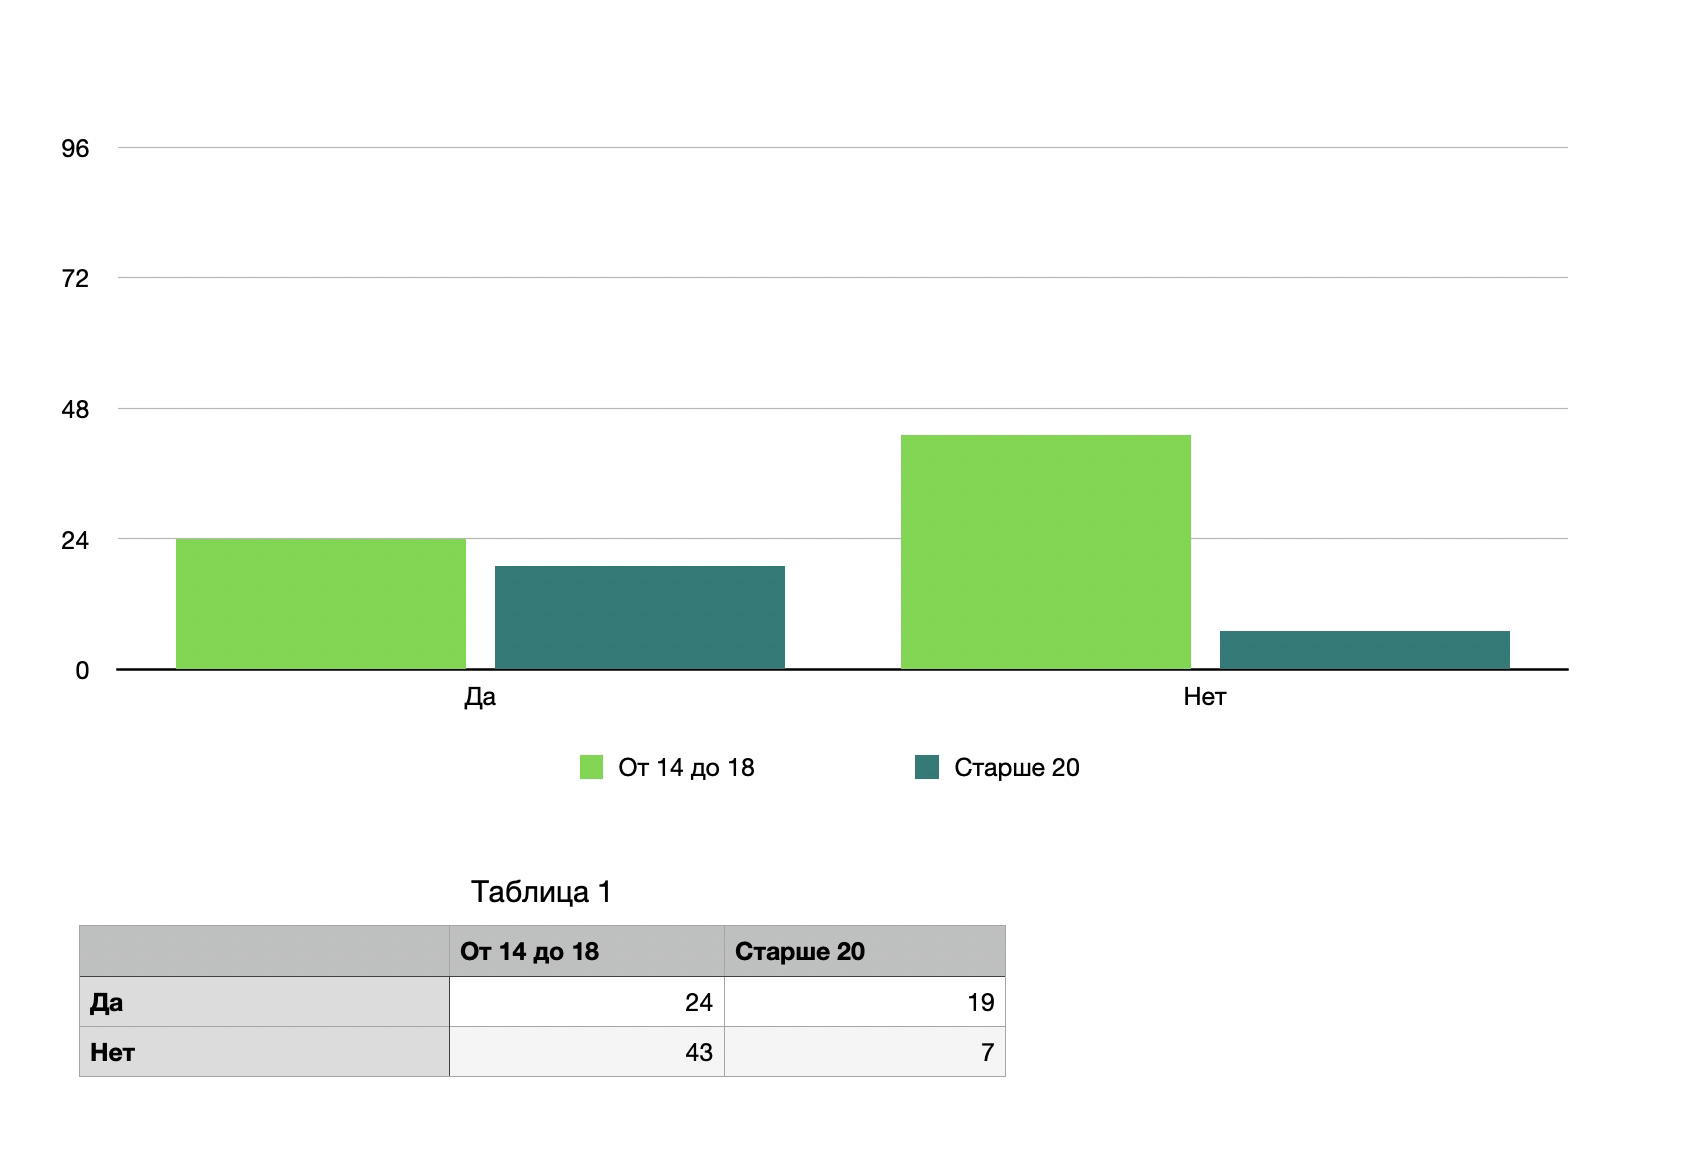 96
72
48
24
0
Да Нет
От 14 до 18 Старше 20
Таблица 1
От 14 до 18 Старше 20
Да 24 19
Нет 43 7